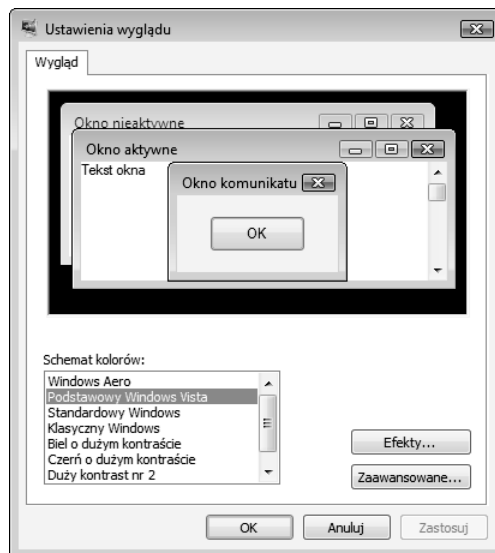 Ustawienia wyglądu
Wygląd
Okno nieaktywne
Okno aktywne
Tekst okna
Okno komunikatu
OK
Schemat kolorów:
Windows Aero
Podstawowy Windows Vista
Standardowy Windows
Klasyczny Windows
Biel o dużym kontraście
Czerń o dużym kontraście
Duży kontrast nr 2
Efekty...
Zaawansowane...
OK
Anuluj
Zastosuj